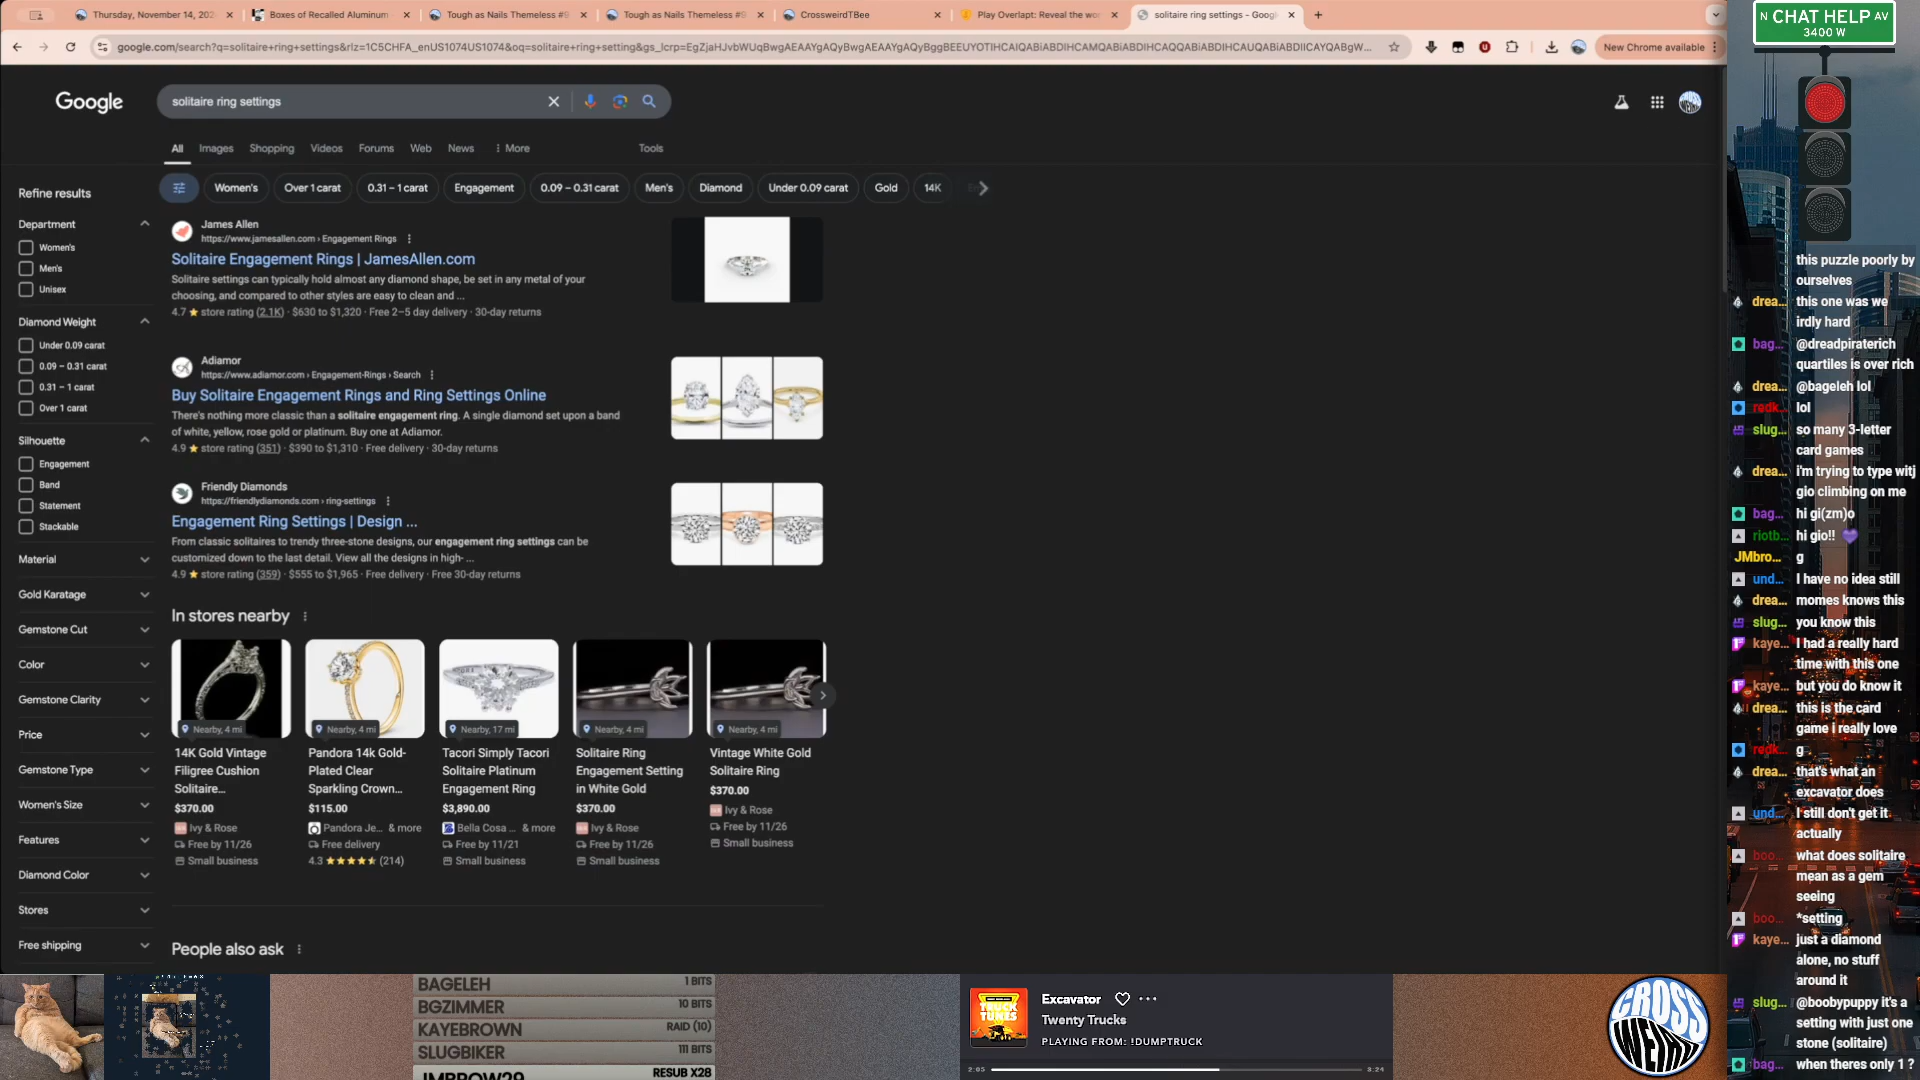 Thursday, November 14, 202
Boxes of Recalled Aluminum
Tough as Nails Themeless #9
Tough as Nails Themeless #9
CrossweirdTBee
Play Overlapt: Reveal the wo
solitaire ring settings - Googl
google.com/search?q=solitaire+ring+settings&rlz=1C5CHFA_enUS1074US1074&oq=solitaire+ring+setting&gs_lcrp=
New Chrome available
Google
solitaire ring settings
All
Images
Shopping
Videos
Forums
Web
News
More
Tools
Women's
Over 1 carat
0.31 – 1 carat
Engagement
0.09 – 0.31 carat
Men's
Diamond
Under 0.09 carat
Gold
14K
Refine results
Department
Women's
Men's
Unisex
Diamond Weight
Under 0.09 carat
0.09 – 0.31 carat
0.31 – 1 carat
Over 1 carat
Silhouette
Engagement
Band
Statement
Stackable
Material
Gold Karatage
Gemstone Cut
Color
Gemstone Clarity
Price
Gemstone Type
Women's Size
Features
Diamond Color
Stores
Free shipping
James Allen
https://www.jamesallen.com › Engagement Rings
Solitaire Engagement Rings | JamesAllen.com
Solitaire settings can typically hold almost any diamond shape, be set in any metal of your
choosing, and compared to other styles are easy to clean and ...
4.7 ★ store rating (2.1K) · $630 to $1,320 · Free 2–5 day delivery · 30-day returns
Adiamor
https://www.adiamor.com › Engagement-Rings › Search
Buy Solitaire Engagement Rings and Ring Settings Online
There's nothing more classic than a solitaire engagement ring. A single diamond set upon a band
of white, yellow, rose gold or platinum. Buy one at Adiamor.
4.9 ★ store rating (351) · $390 to $1,310 · Free delivery · 30-day returns
Friendly Diamonds
https://friendlydiamonds.com › ring-settings
Engagement Ring Settings | Design ...
From classic solitaires to trendy three-stone designs, our engagement ring settings can be
customized down to the last detail. View all the designs in high- ...
4.9 ★ store rating (359) · $555 to $1,965 · Free delivery · Free 30-day returns
In stores nearby
Nearby, 4 mi
14K Gold Vintage
Filigree Cushion
Solitaire...
$370.00
Ivy & Rose
Free by 11/26
Small business
Nearby, 4 mi
Pandora 14k Gold-
Plated Clear
Sparkling Crown...
$115.00
Pandora Je... & more
Free delivery
4.3 ★★★★★ (214)
Nearby, 17 mi
Tacori Simply Tacori
Solitaire Platinum
Engagement Ring
$3,890.00
Bella Cosa ... & more
Free by 11/21
Small business
Nearby, 4 mi
Solitaire Ring
Engagement Setting
in White Gold
$370.00
Ivy & Rose
Free by 11/26
Small business
Nearby, 4 mi
Vintage White Gold
Solitaire Ring
$370.00
Ivy & Rose
Free by 11/26
Small business
People also ask
N CHAT HELP AV
3400 W
this puzzle poorly by
ourselves
drea... this one was we
irdly hard
bag... @dreadpiraterich
quartiles is over rich
drea... @bageleh lol
redk... lol
slug... so many 3-letter
card games
drea... i'm trying to type witj
gio climbing on me
bag... hi gi(zm)o
riotb... hi gio!! 💜
JMbro... g
und... I have no idea still
drea... momes knows this
slug... you know this
kaye... I had a really hard
time with this one
kaye... but you do know it
drea... this is the card
game i really love
redk... g
drea... that's what an
excavator does
und... I still don't get it
actually
boo... what does solitaire
mean as a gem
seeing
boo... *setting
kaye... just a diamond
alone, no stuff
around it
slug... @boobypuppy it's a
setting with just one
stone (solitaire)
bag... when theres only 1 ?
BAGELEH 1 BITS
BGZIMMER 10 BITS
KAYEBROWN RAID (10)
SLUGBIKER 111 BITS
JMBROW29 RESUB X28
TRUCK TUNES
Excavator
Twenty Trucks
PLAYING FROM: !DUMPTRUCK
2:05
3:24
CROSS
WEIRD